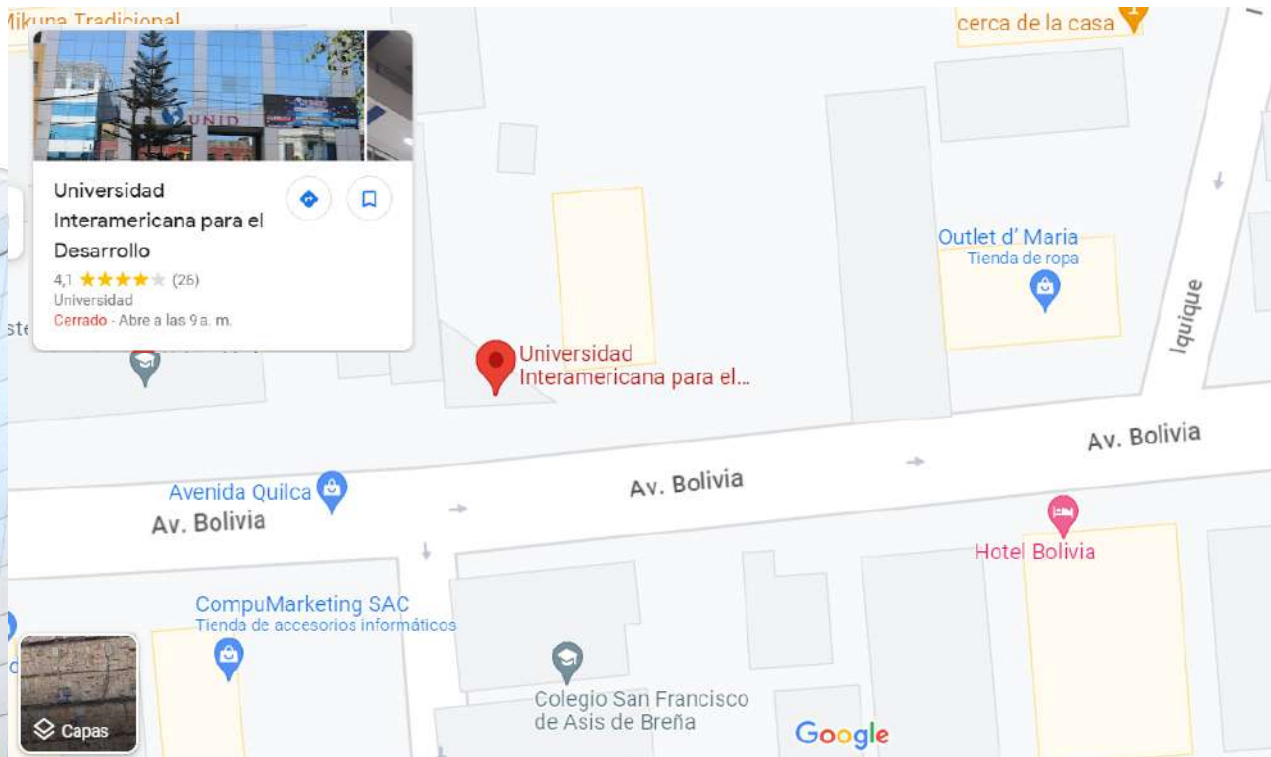 Mikuna Tradicional
UNID
Universidad
Interamericana para el
Desarrollo
4,1 (26)
Universidad
Cerrado · Abre a las 9 a. m.
cerca de la casa
Outlet d' Maria
Tienda de ropa
Iquique
Universidad
Interamericana para el...
Av. Bolivia
Av. Bolivia
Avenida Quilca
Av. Bolivia
Hotel Bolivia
CompuMarketing SAC
Tienda de accesorios informáticos
Colegio San Francisco
de Asis de Breña
Capas
Google